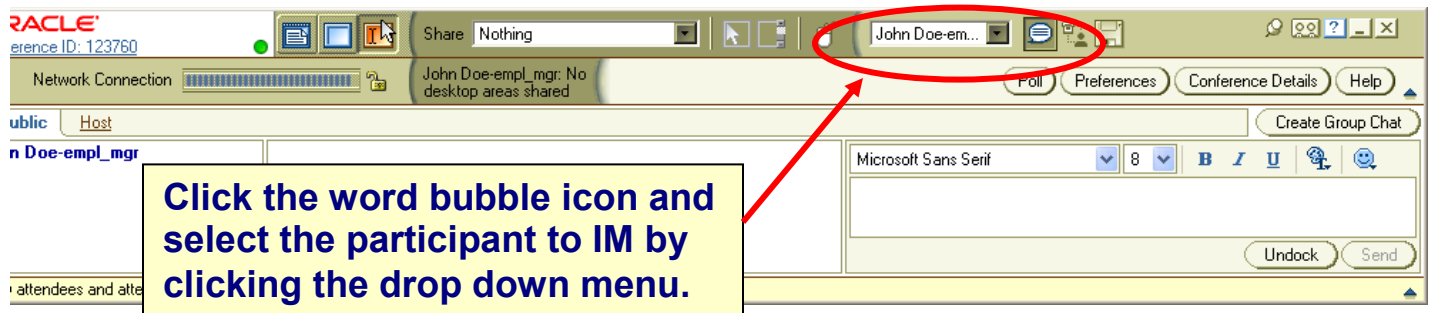 RACLE
erence ID: 123760
Share Nothing
John Doe-em...
Network Connection
John Doe-empl_mgr: No
desktop areas shared
Poll Preferences Conference Details Help
ublic Host
Create Group Chat
n Doe-empl_mgr
Microsoft Sans Serif 8 B I U
Click the word bubble icon and
select the participant to IM by
clicking the drop down menu.
Undock Send
attendees and atte